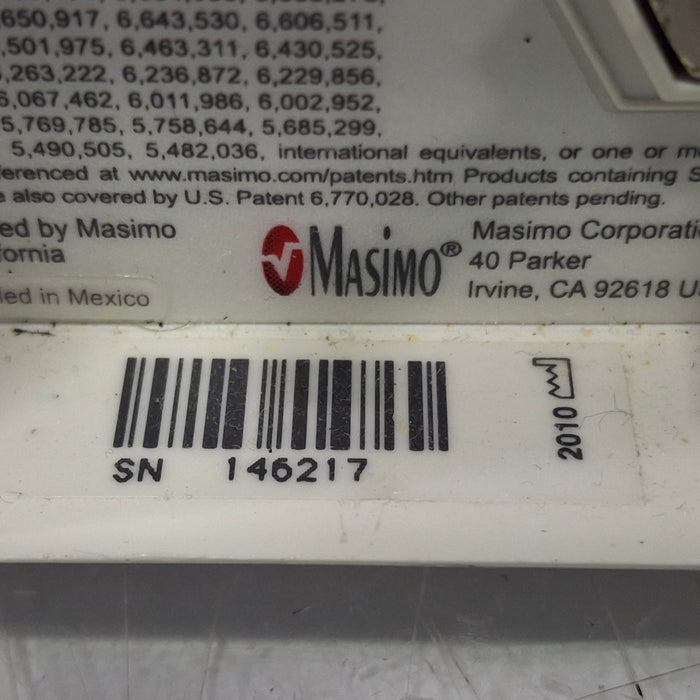 ,650,917, 6,643,530, 6,606,511,
,501,975, 6,463,311, 6,430,525,
,263,222, 6,236,872, 6,229,856,
6,067,462, 6,011,986, 6,002,952,
5,769,785, 5,758,644, 5,685,299,
5,490,505, 5,482,036, international equivalents, or one or m
ferenced at www.masimo.com/patents.htm Products containing S
e also covered by U.S. Patent 6,770,028. Other patents pending.
ed by Masimo
fornia
led in Mexico
MASIMO®
Masimo Corporati
40 Parker
Irvine, CA 92618 U
SN 146217
2010